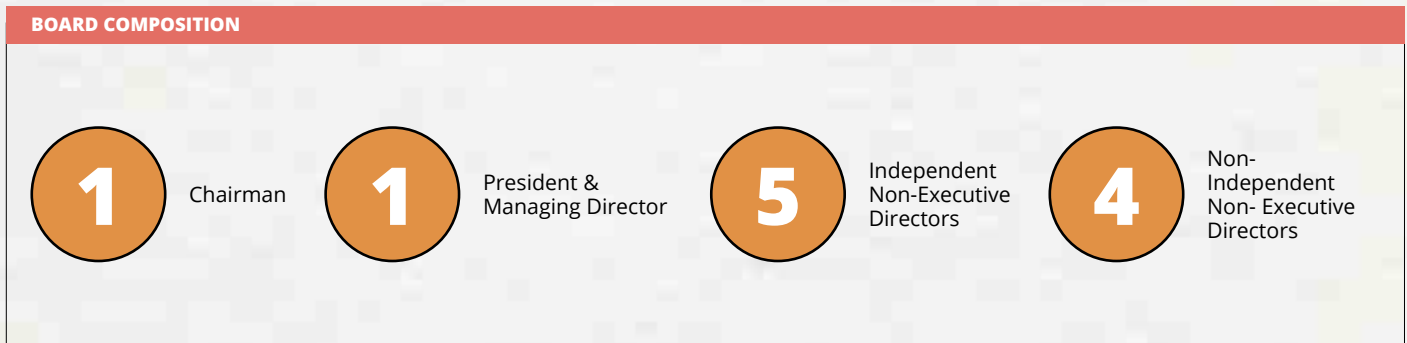 BOARD COMPOSITION
1
Chairman
1
President &
Managing Director
5
Independent
Non-Executive
Directors
4
Non-
Independent
Non- Executive
Directors